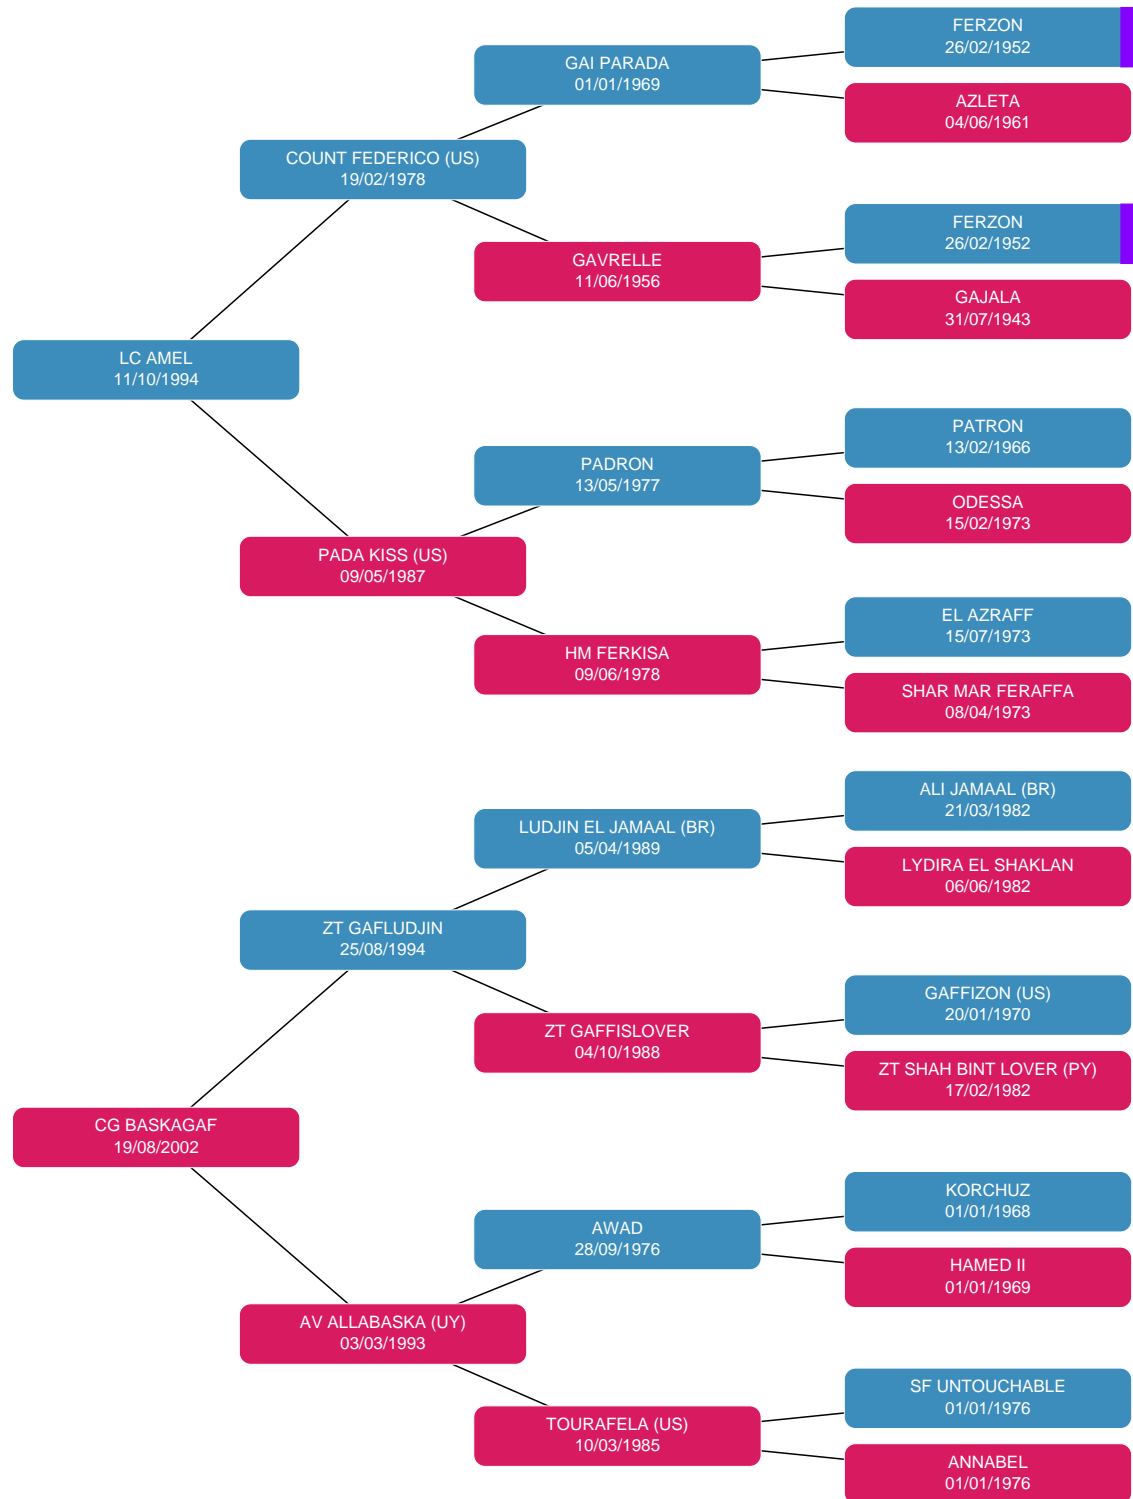 FERZON
26/02/1952
GAI PARADA
01/01/1969
AZLETA
04/06/1961
COUNT FEDERICO (US)
19/02/1978
FERZON
26/02/1952
GAVRELLE
11/06/1956
GAJALA
31/07/1943
LC AMEL
11/10/1994
PATRON
13/02/1966
PADRON
13/05/1977
ODESSA
15/02/1973
PADA KISS (US)
09/05/1987
EL AZRAFF
15/07/1973
HM FERKISA
09/06/1978
SHAR MAR FERAFFA
08/04/1973
ALI JAMAAL (BR)
21/03/1982
LUDJIN EL JAMAAL (BR)
05/04/1989
LYDIRA EL SHAKLAN
06/06/1982
ZT GAFLUDJIN
25/08/1994
GAFFIZON (US)
20/01/1970
ZT GAFFISLOVER
04/10/1988
ZT SHAH BINT LOVER (PY)
17/02/1982
CG BASKAGAF
19/08/2002
KORCHUZ
01/01/1968
AWAD
28/09/1976
HAMED II
01/01/1969
AV ALLABASKA (UY)
03/03/1993
SF UNTOUCHABLE
01/01/1976
TOURAFELA (US)
10/03/1985
ANNABEL
01/01/1976